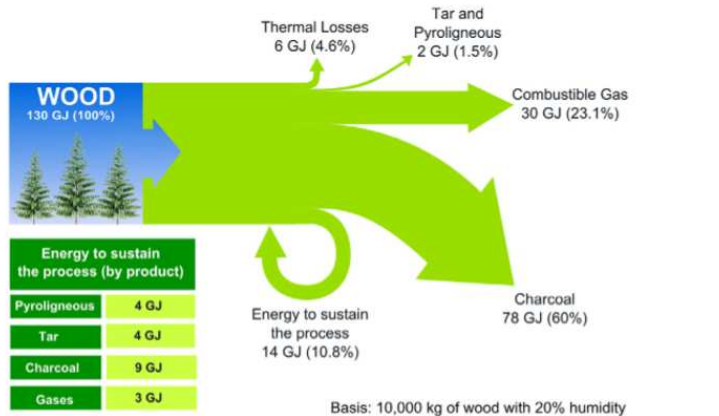 Thermal Losses
6 GJ (4.6%)
Tar and
Pyroligneous
2 GJ (1.5%)
WOOD
130 GJ (100%)
Combustible Gas
30 GJ (23.1%)
Energy to sustain
the process (by product)
Pyroligneous 4 GJ
Tar 4 GJ
Charcoal 9 GJ
Gases 3 GJ
Energy to sustain
the process
14 GJ (10.8%)
Charcoal
78 GJ (60%)
Basis: 10,000 kg of wood with 20% humidity